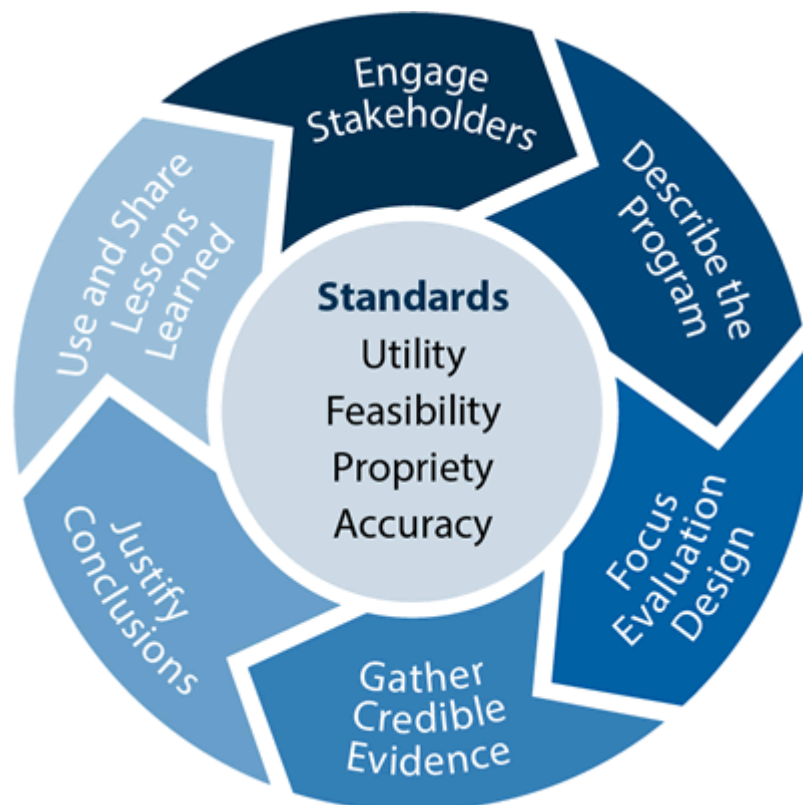 Engage
Stakeholders
Describe the
Program
Focus
Evaluation
Design
Gather
Credible
Evidence
Justify
Conclusions
Use and Share
Lessons
Learned
Standards
Utility
Feasibility
Propriety
Accuracy